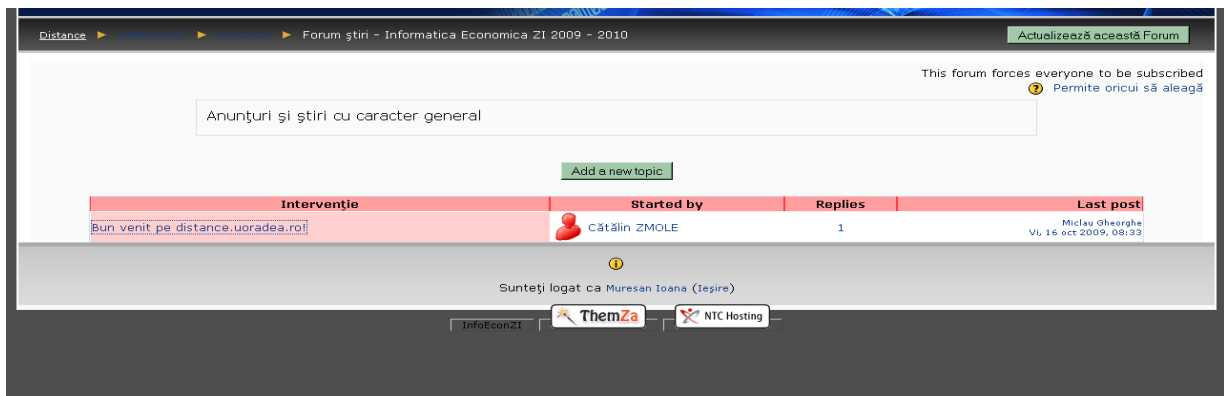 Distance ► InfoEconZI ► Forumuri ► Forum ştiri - Informatica Economica ZI 2009 - 2010
Actualizează această Forum
This forum forces everyone to be subscribed
Permite oricui să aleagă
Anunţuri şi ştiri cu caracter general
Add a new topic
Intervenţie Started by Replies Last post
Bun venit pe distance.uoradea.ro! Cătălin ZMOLE 1 Miclau Gheorghe
Vi, 16 oct 2009, 08:33
Sunteţi logat ca Muresan Ioana (Ieşire)
InfoEconZI ThemZa NTC Hosting